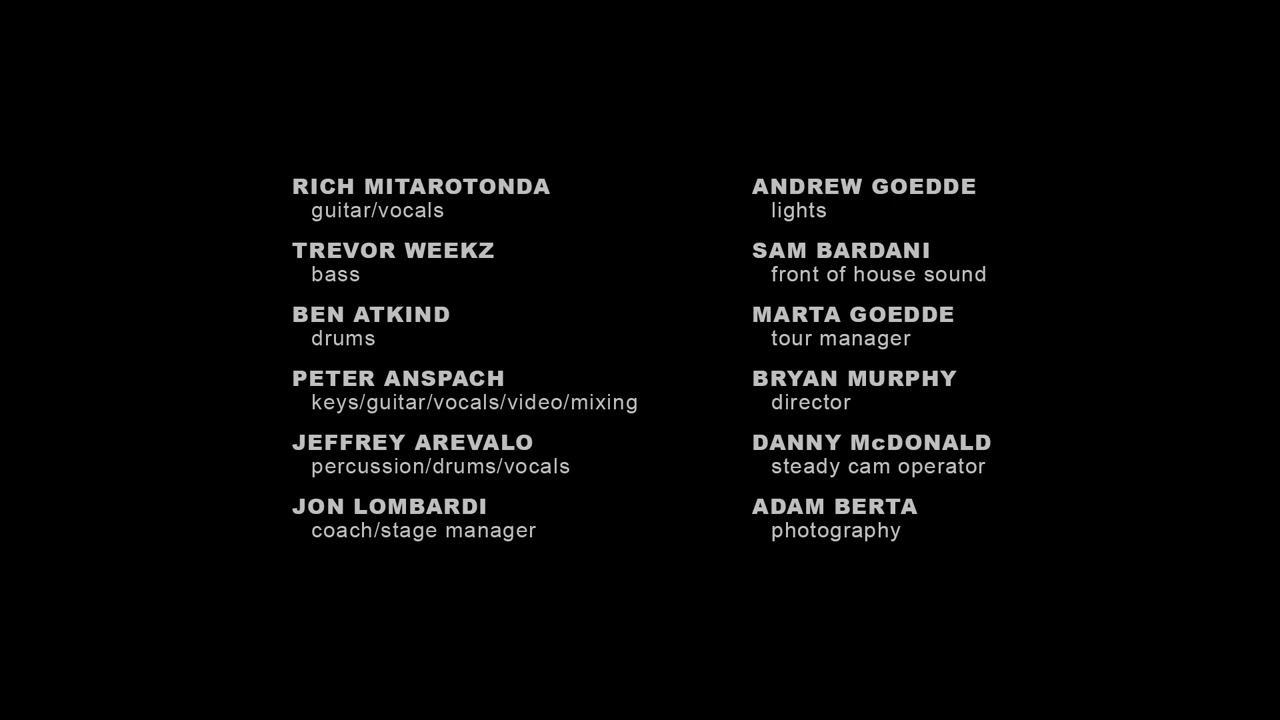 RICH MITAROTONDA
guitar/vocals
TREVOR WEEKZ
bass
BEN ATKIND
drums
PETER ANSPACH
keys/guitar/vocals/video/mixing
JEFFREY AREVALO
percussion/drums/vocals
JON LOMBARDI
coach/stage manager
ANDREW GOEDDE
lights
SAM BARDANI
front of house sound
MARTA GOEDDE
tour manager
BRYAN MURPHY
director
DANNY McDONALD
steady cam operator
ADAM BERTA
photography